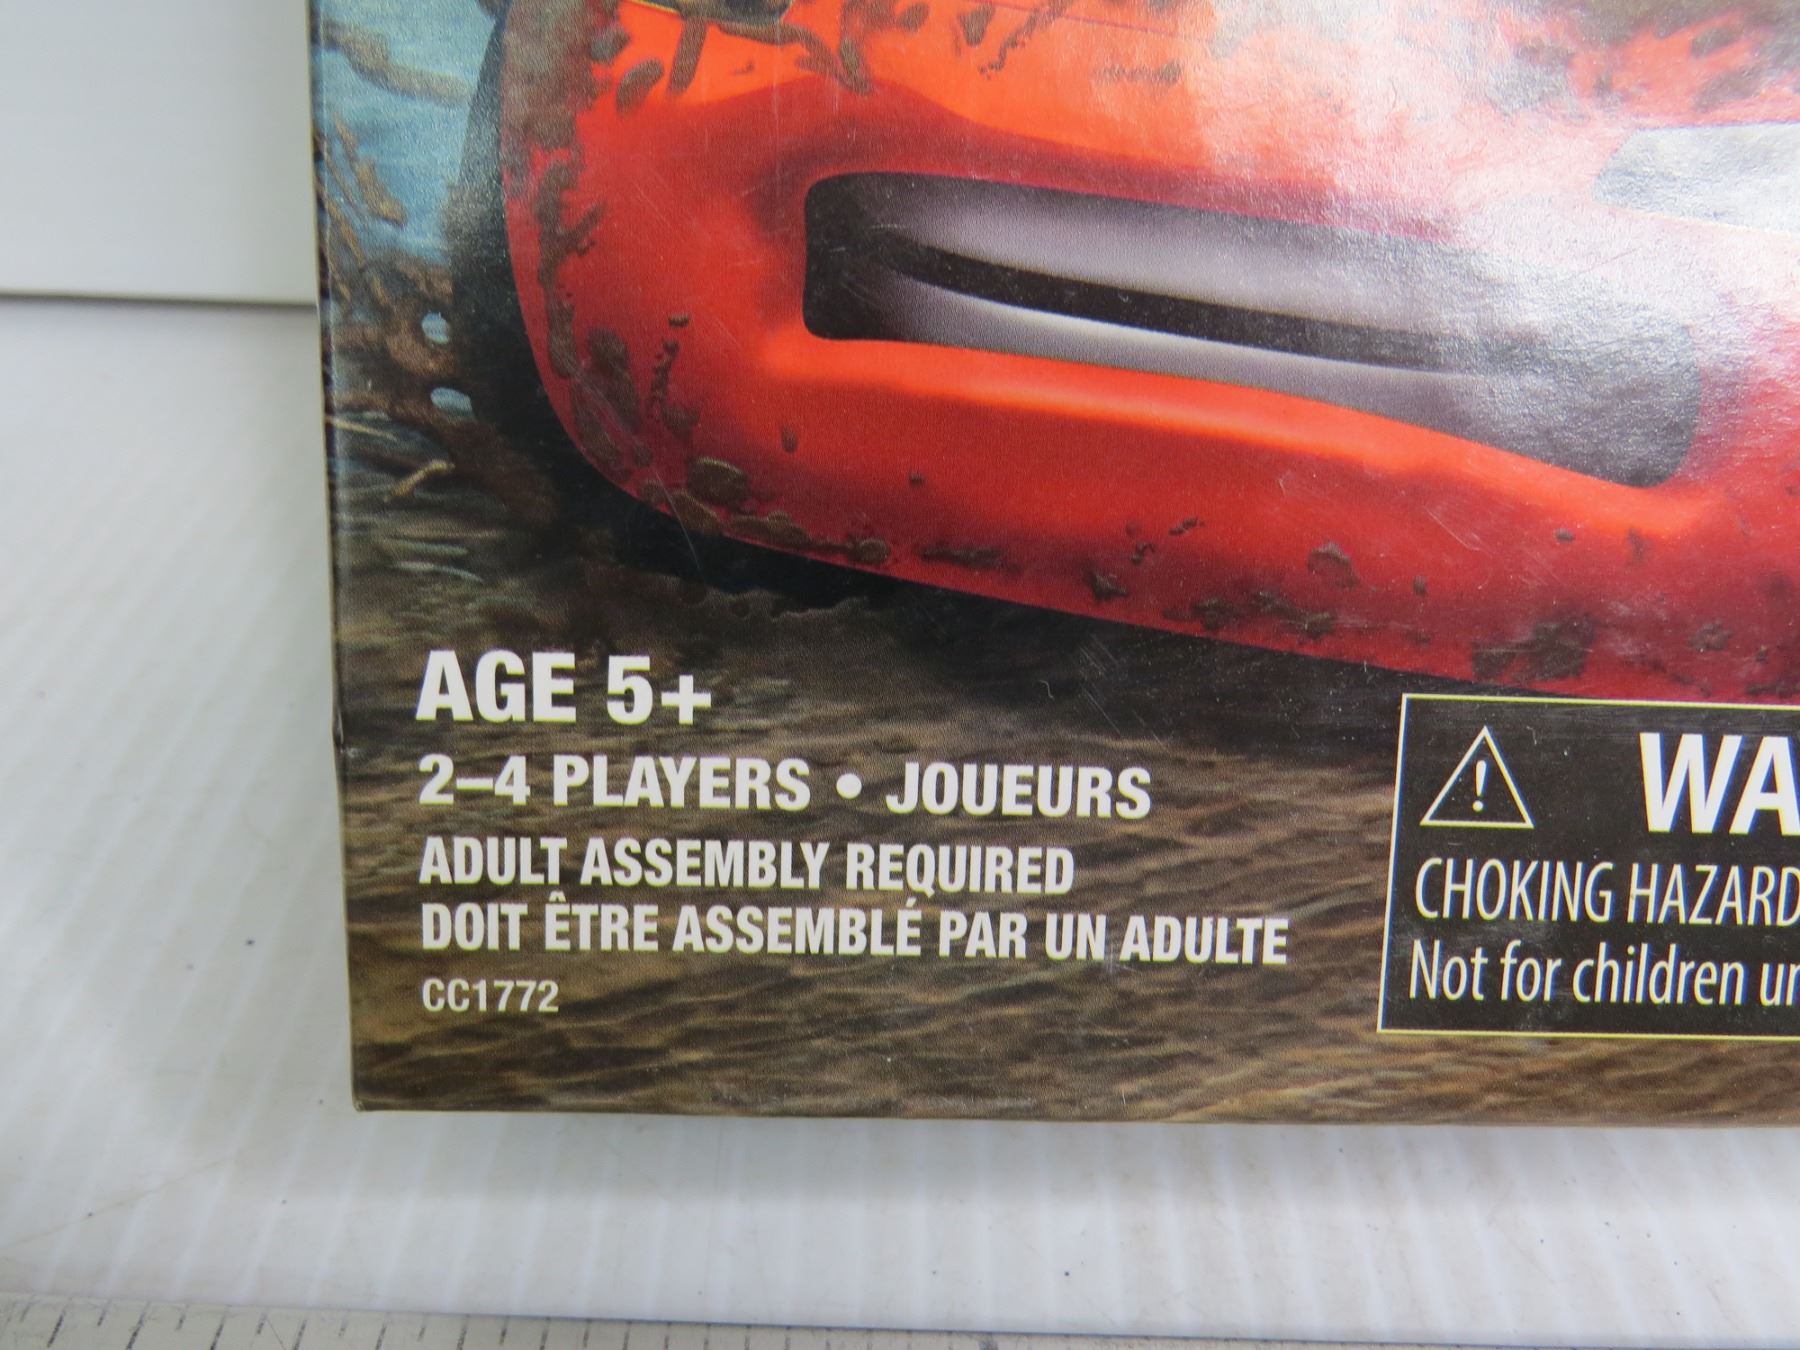 AGE 5+
2–4 PLAYERS • JOUEURS
ADULT ASSEMBLY REQUIRED
DOIT ÊTRE ASSEMBLÉ PAR UN ADULTE
CC1772
!
CHOKING HAZARD
Not for children